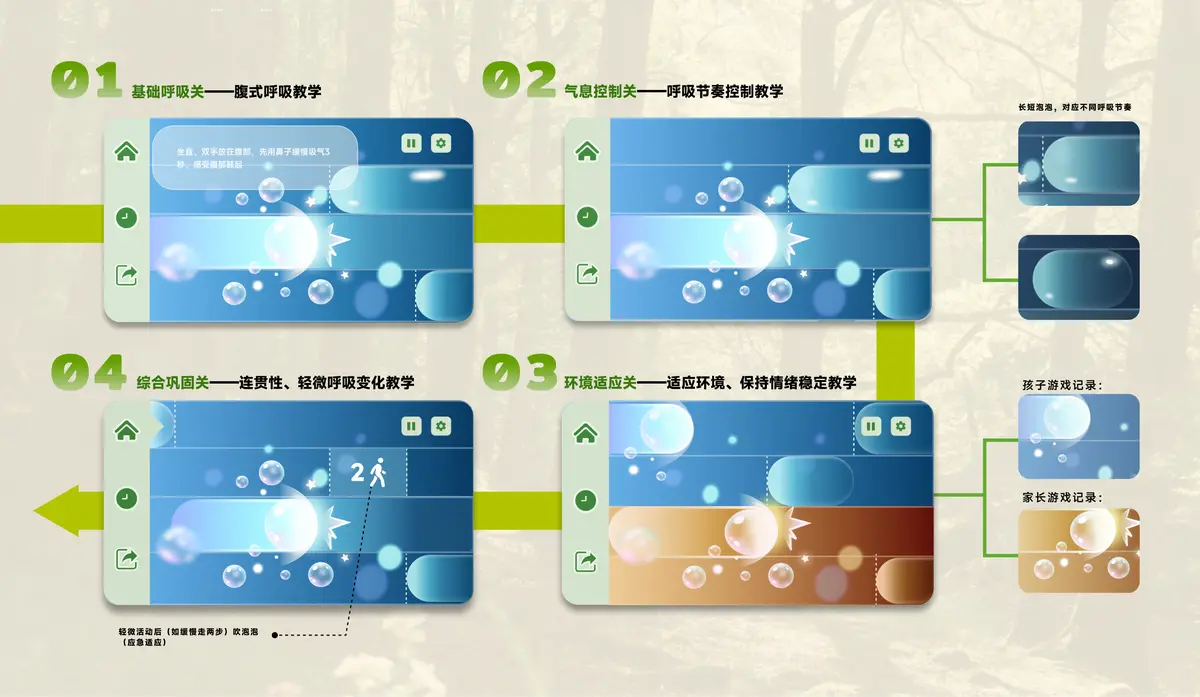 01
基础呼吸关——腹式呼吸教学
坐直，双手放在腹部，先用鼻子缓慢吸气3
秒，感受腹部鼓起
02
气息控制关——呼吸节奏控制教学
长短泡泡，对应不同呼吸节奏
04
综合巩固关——连贯性、轻微呼吸变化教学
2
轻微活动后（如缓慢走两步）吹泡泡
（应急适应）
03
环境适应关——适应环境、保持情绪稳定教学
孩子游戏记录：
家长游戏记录：